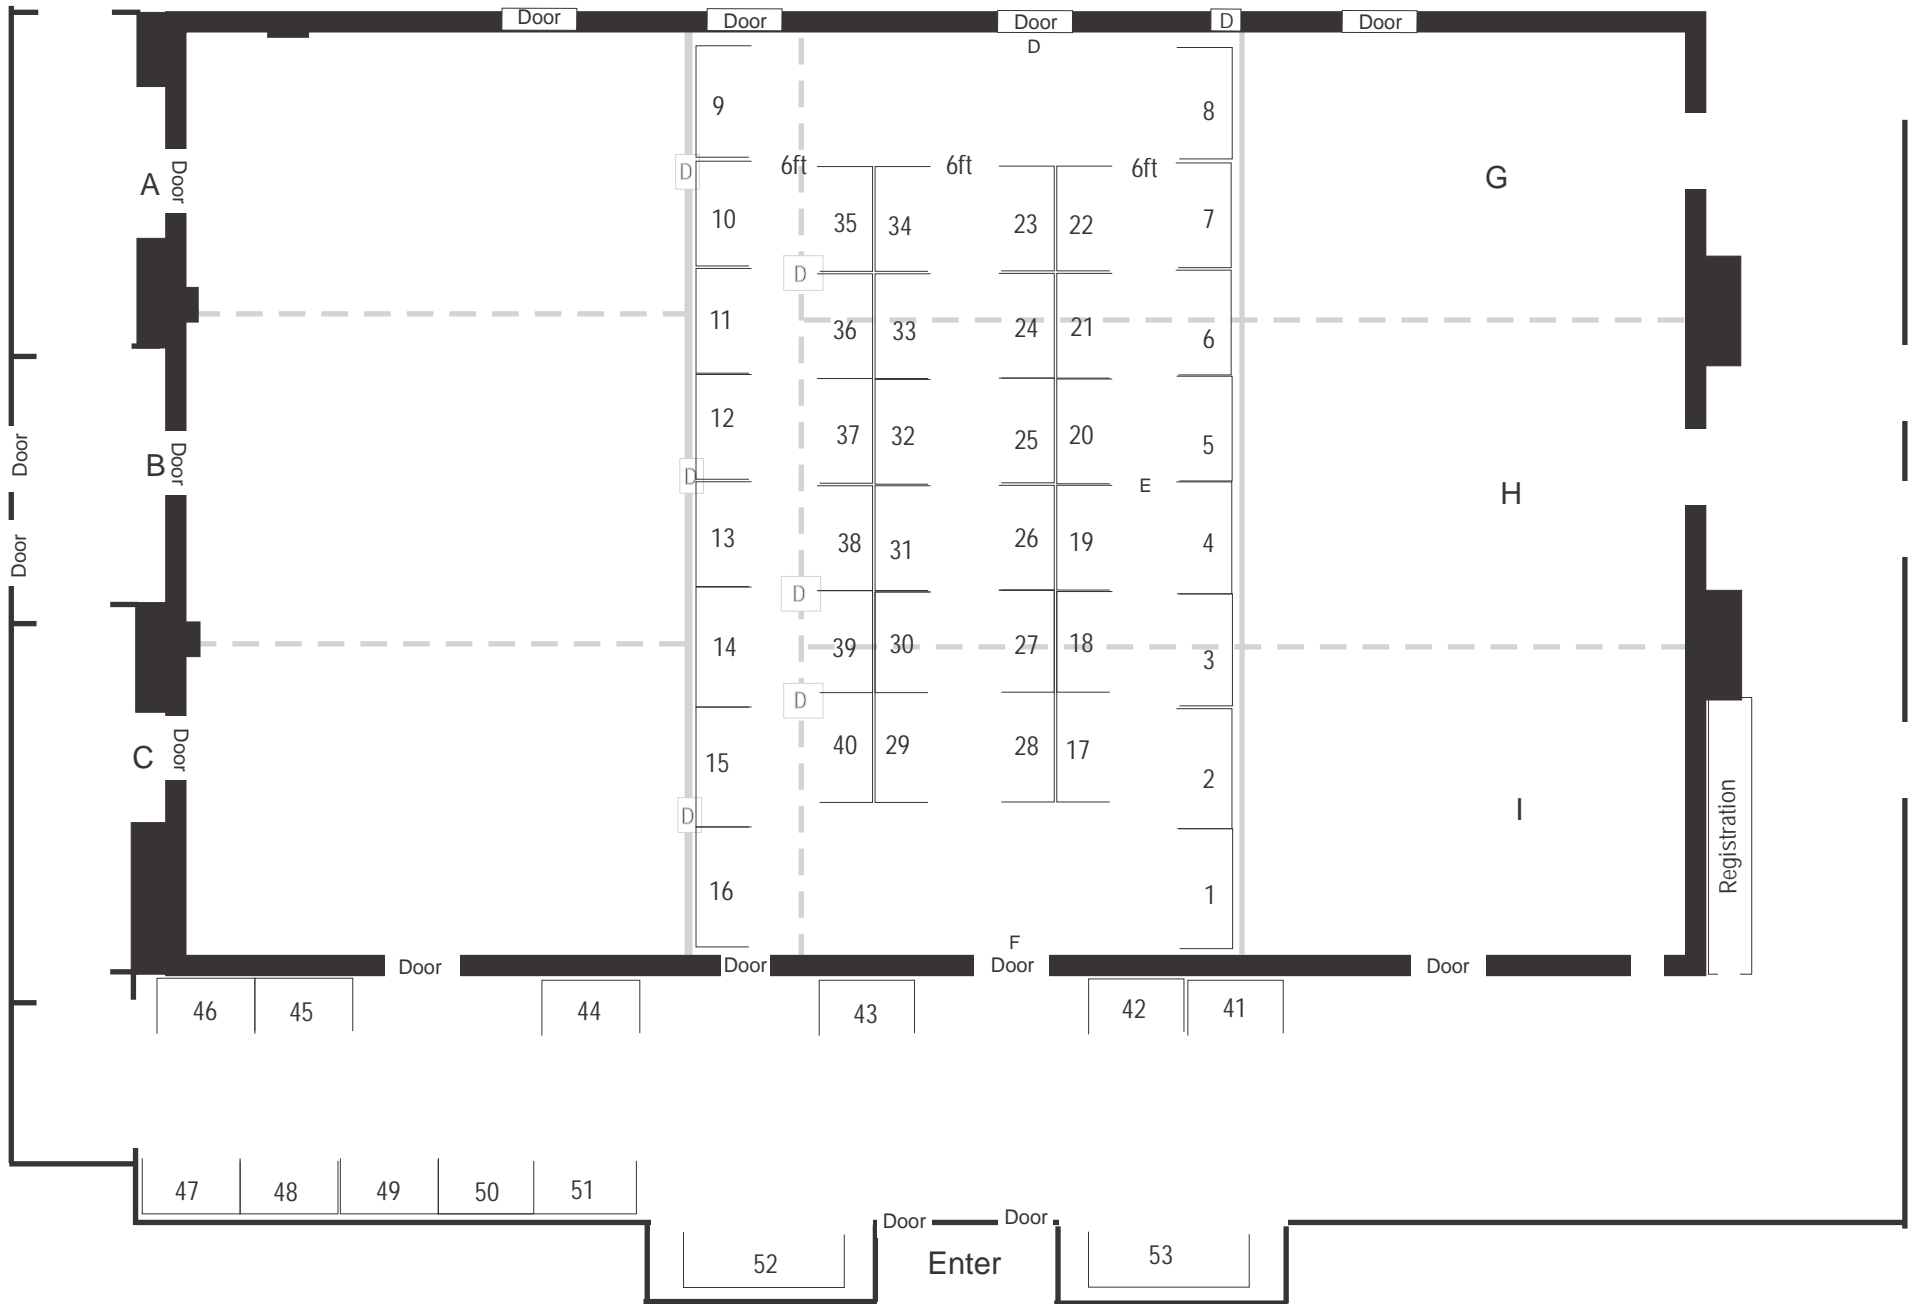 Door Door Door D Door
D
9 8
6ft 6ft 6ft
A Door D G
10 35 34 23 22 7
D
11 36 33 24 21 6
12 37 32 25 20 5
Door B Door D E H
13 38 31 26 19 4
Door
D
14 39 30 27 18 3
D
C Door 15 40 29 28 17 2
D I
Registration
16 1
F
Door Door Door Door
46 45 44 43 42 41
47 48 49 50 51
Door Door
52 Enter 53